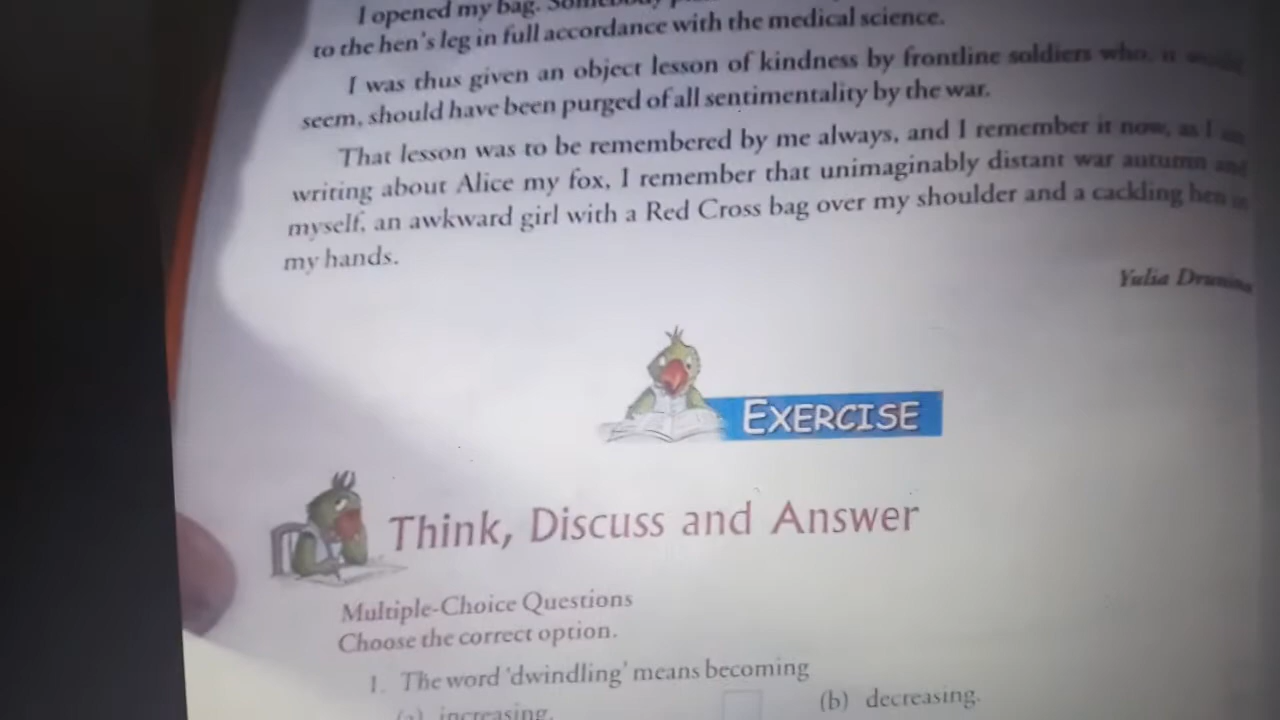 I opened my bag.
to the hen's leg in full accordance with the medical science.
I was thus given an object lesson of kindness by frontline soldiers who, it
seem, should have been purged of all sentimentality by the war.
That lesson was to be remembered by me always, and I remember it now, as I
writing about Alice my fox, I remember that unimaginably distant war autumn and
myself, an awkward girl with a Red Cross bag over my shoulder and a cackling hen
my hands.
Yulia
EXERCISE
Think, Discuss and Answer
Multiple-Choice Questions
Choose the correct option.
1. The word 'dwindling' means becoming
(a) increasing. (b) decreasing.